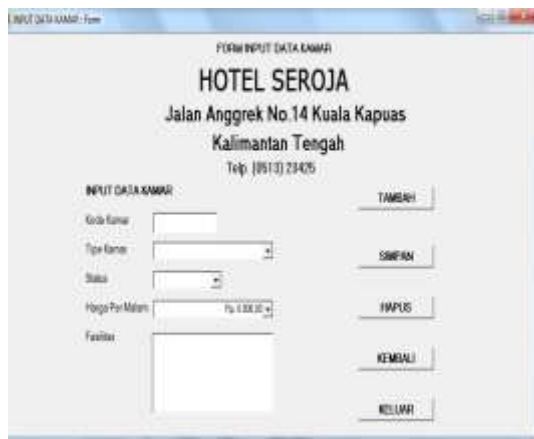 INPUT DATA KAMAR : Form
FORM INPUT DATA KAMAR
HOTEL SEROJA
Jalan Anggrek No.14 Kuala Kapuas
Kalimantan Tengah
Telp. (0513) 23425
INPUT DATA KAMAR
TAMBAH
Kode Kamar
Tipe Kamar
SIMPAN
Status
Harga Per Malam
Rp.
HAPUS
Fasilitas
KEMBALI
KELUAR